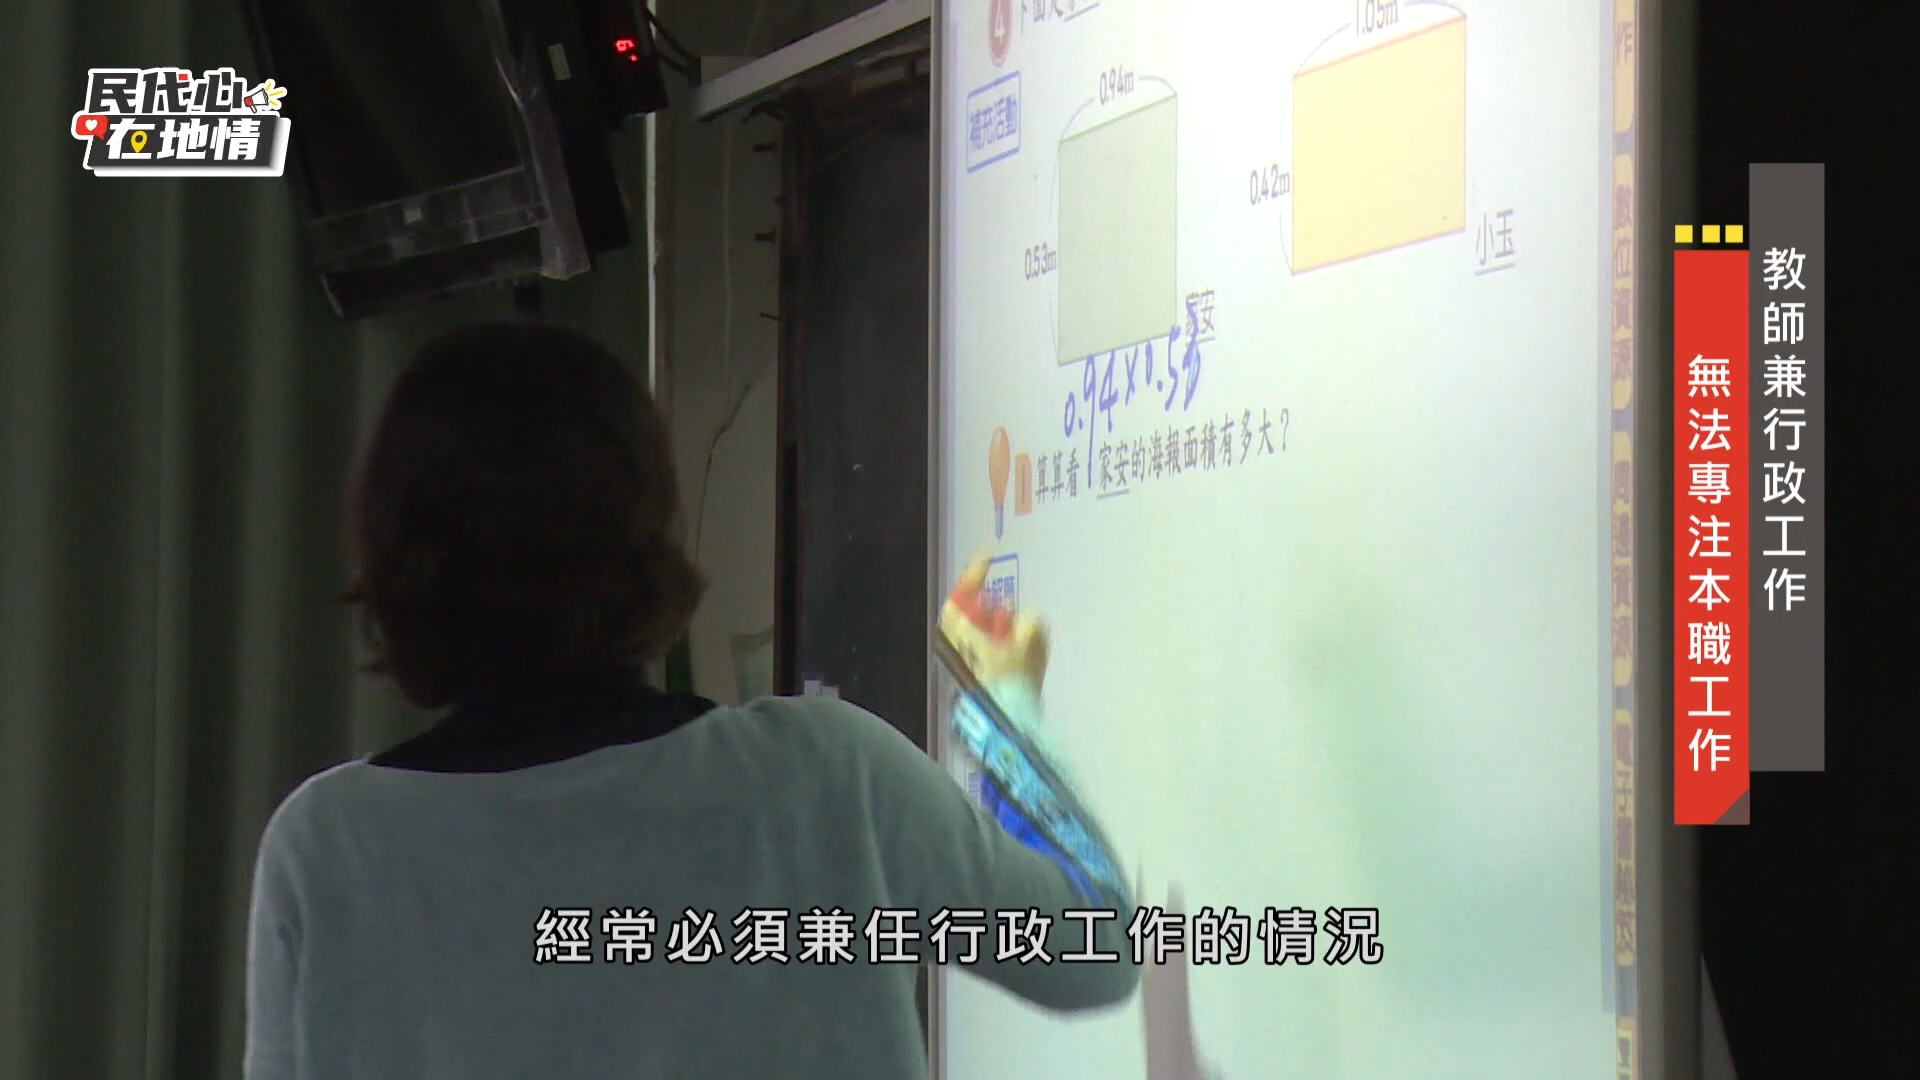 民代心
在地情
教師兼行政工作
無法專注本職工作
4
1.05m
補充活動
0.94m
0.42m
小玉
0.53m
家安
0.94×0.53
1 算算看 家安的海報面積有多大？
經常必須兼任行政工作的情況